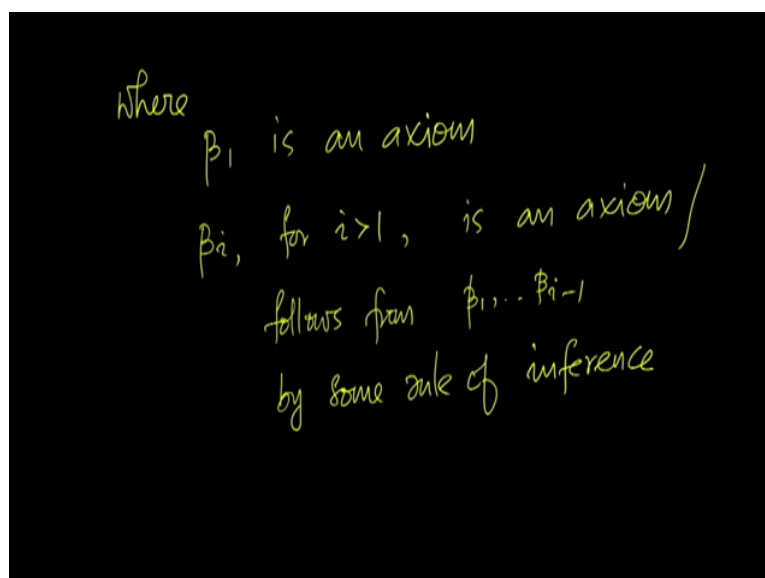 where
β₁ is an axiom
βi, for i>1, is an axiom/
follows from β₁,.. βi-1
by some rule of inference